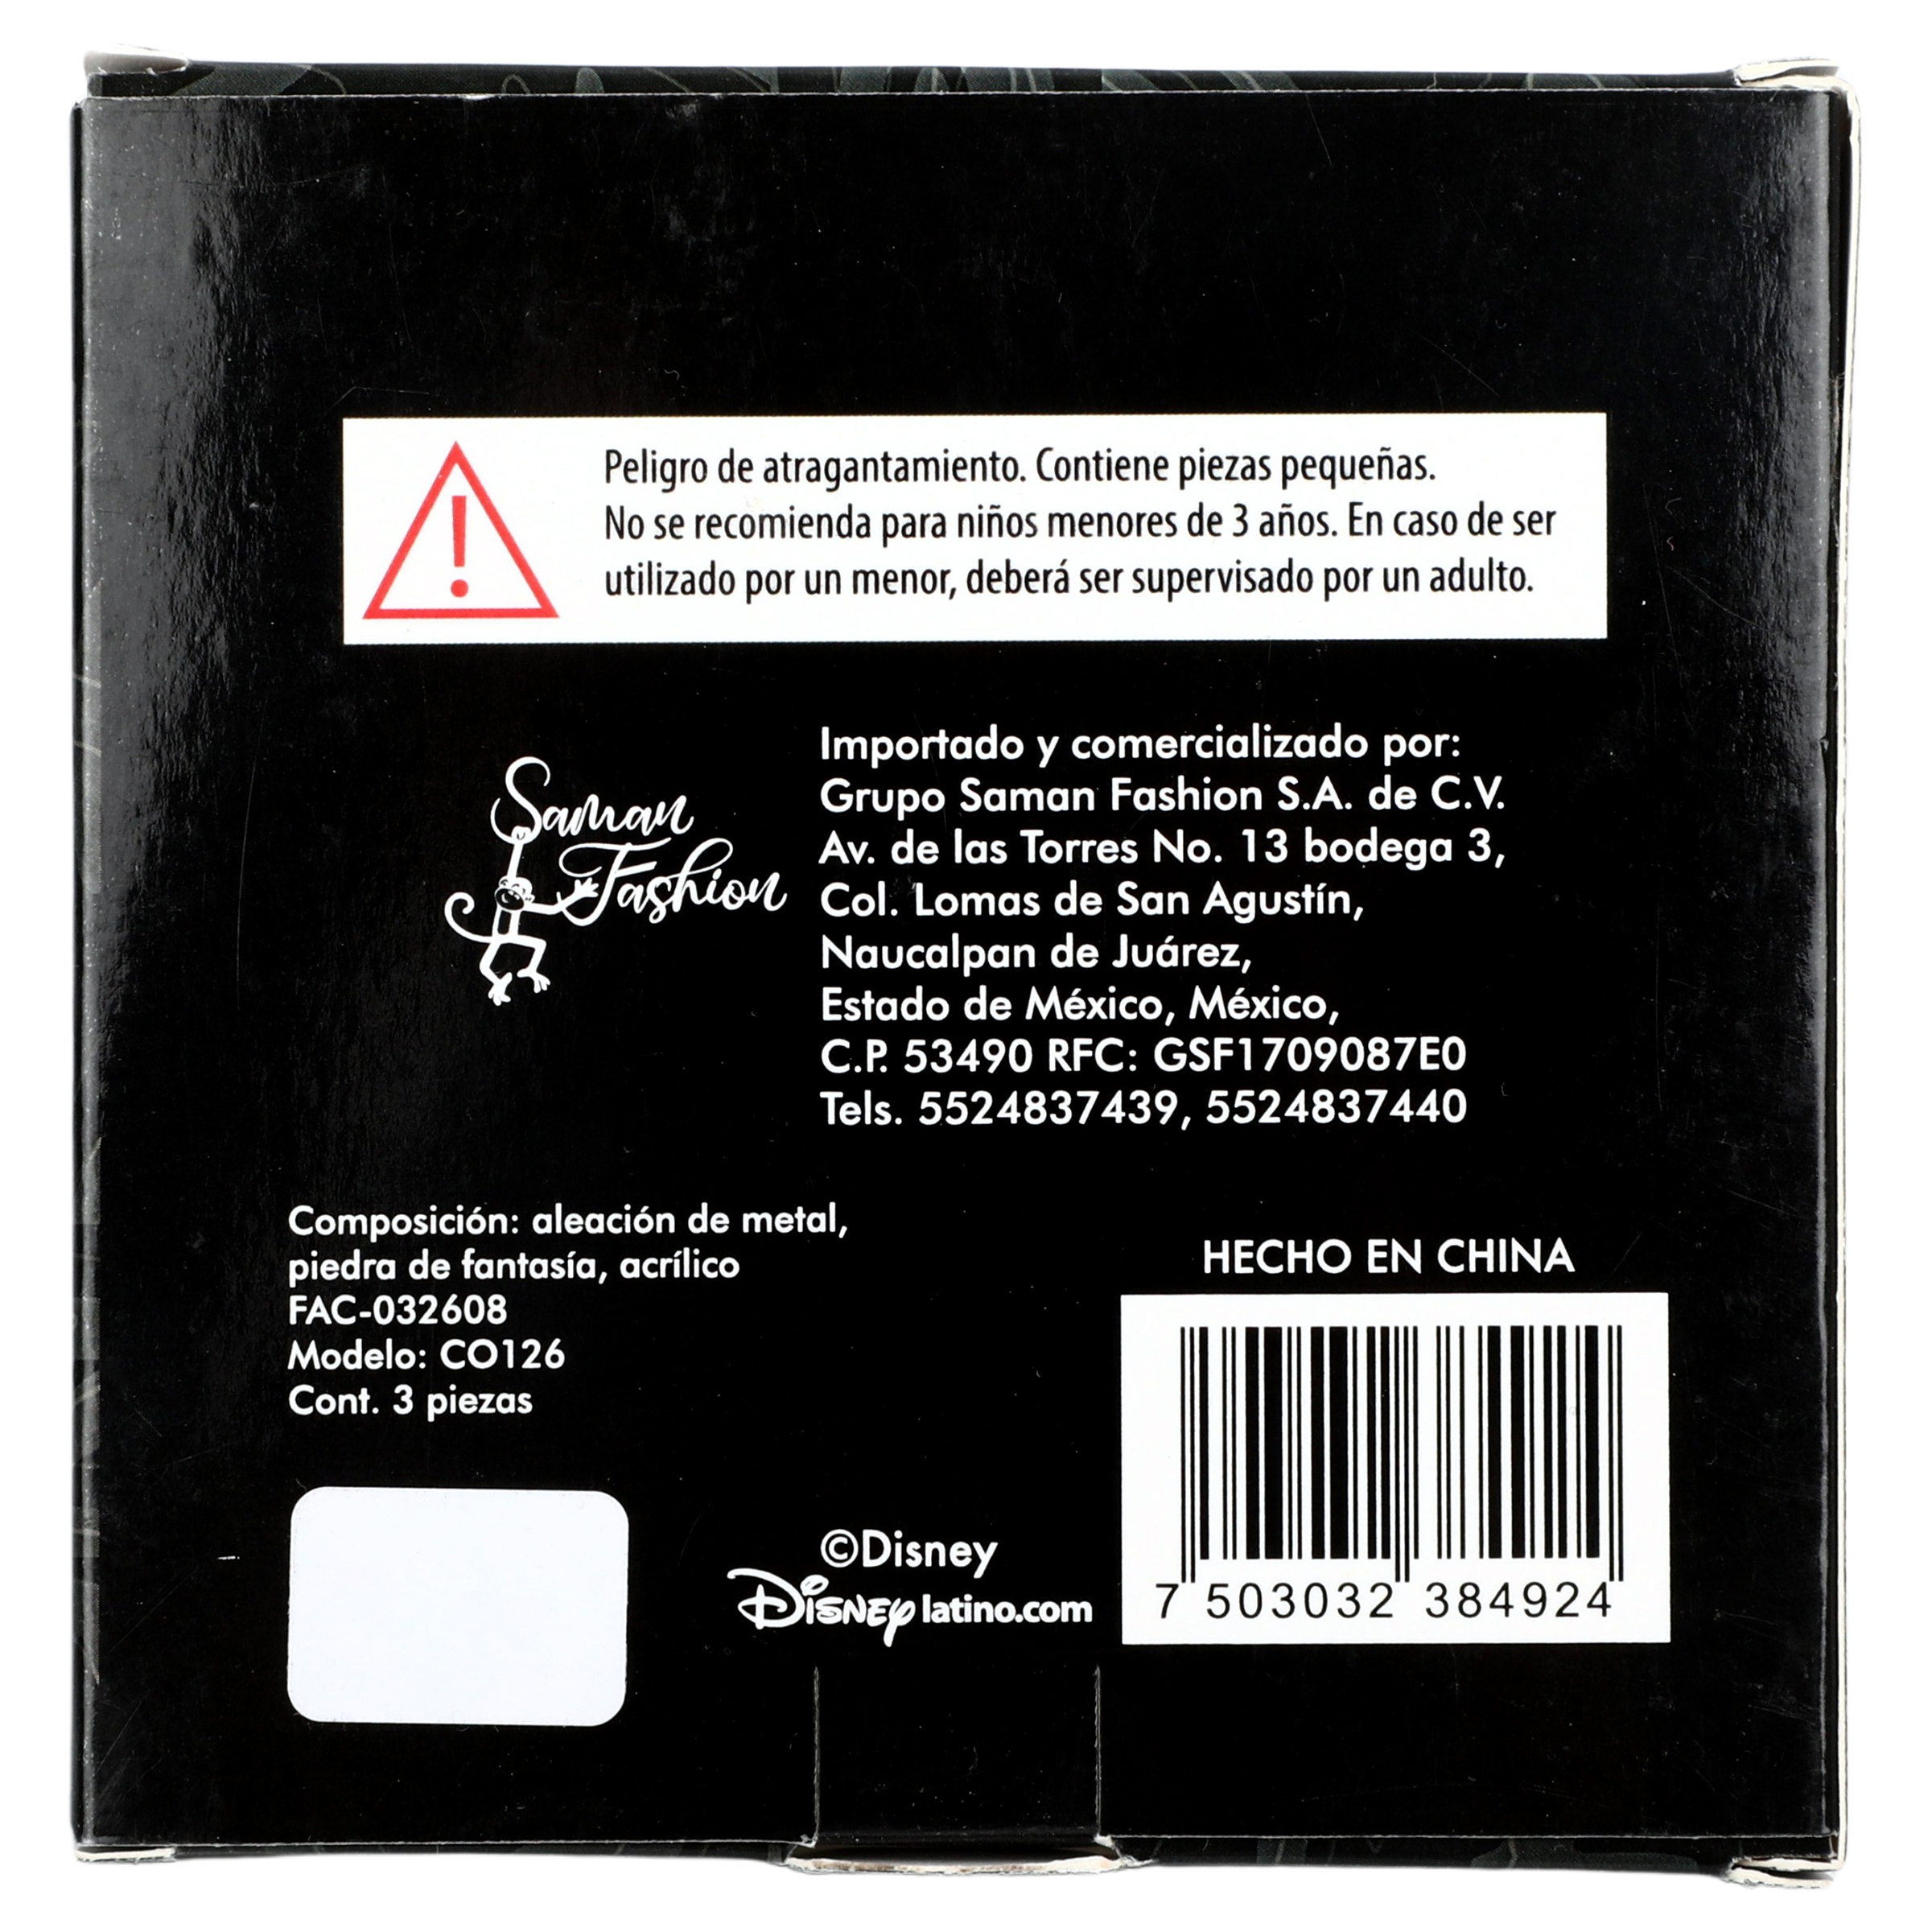 Peligro de atragantamiento. Contiene piezas pequeñas.
No se recomienda para niños menores de 3 años. En caso de ser
utilizado por un menor, deberá ser supervisado por un adulto.
Saman
Fashion
Importado y comercializado por:
Grupo Saman Fashion S.A. de C.V.
Av. de las Torres No. 13 bodega 3,
Col. Lomas de San Agustín,
Naucalpan de Juárez,
Estado de México, México,
C.P. 53490 RFC: GSF1709087E0
Tels. 5524837439, 5524837440
Composición: aleación de metal,
piedra de fantasía, acrílico
FAC-032608
Modelo: CO126
Cont. 3 piezas
HECHO EN CHINA
7 503032 384924
©Disney
Disney latino.com